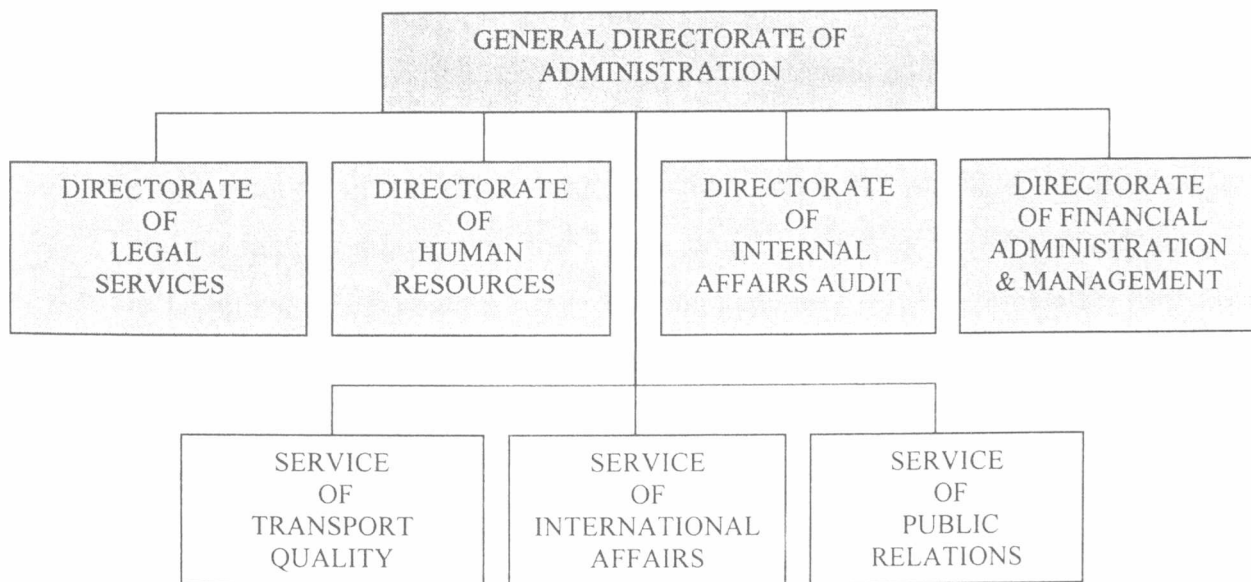 GENERAL DIRECTORATE OF
ADMINISTRATION
DIRECTORATE
OF
LEGAL
SERVICES
DIRECTORATE
OF
HUMAN
RESOURCES
DIRECTORATE
OF
INTERNAL
AFFAIRS AUDIT
DIRECTORATE
OF FINANCIAL
ADMINISTRATION
& MANAGEMENT
SERVICE
OF
TRANSPORT
QUALITY
SERVICE
OF
INTERNATIONAL
AFFAIRS
SERVICE
OF
PUBLIC
RELATIONS